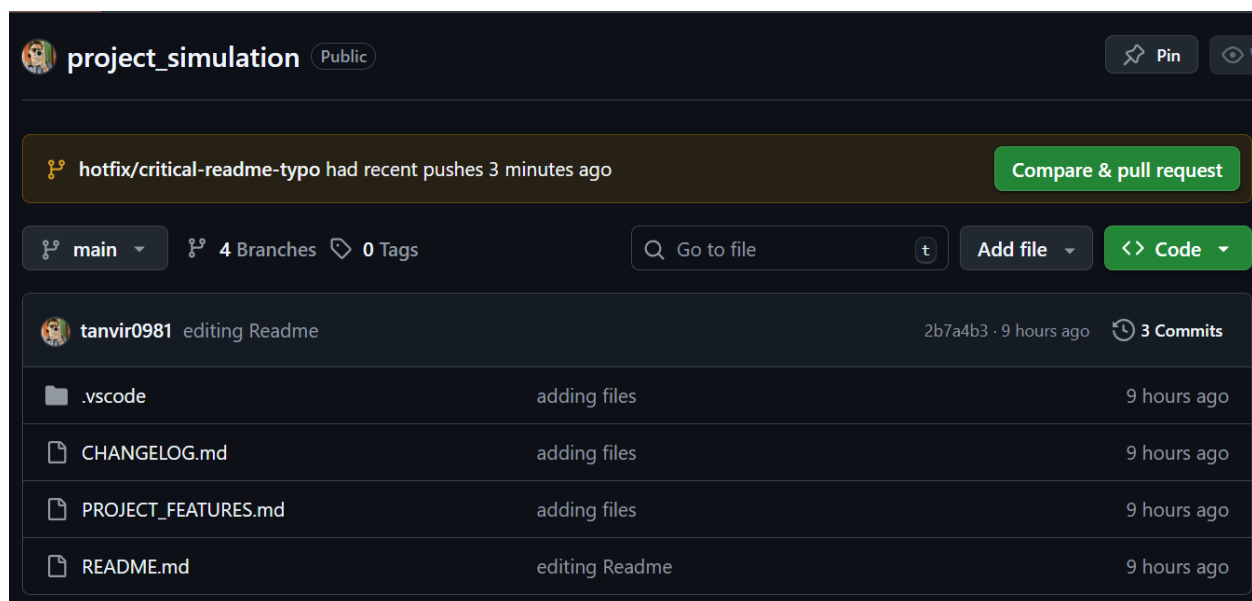 project_simulation Public Pin
hotfix/critical-readme-typo had recent pushes 3 minutes ago Compare & pull request
main 4 Branches 0 Tags Go to file t Add file <> Code
tanvir0981 editing Readme 2b7a4b3 · 9 hours ago 3 Commits
.vscode adding files 9 hours ago
CHANGELOG.md adding files 9 hours ago
PROJECT_FEATURES.md adding files 9 hours ago
README.md editing Readme 9 hours ago